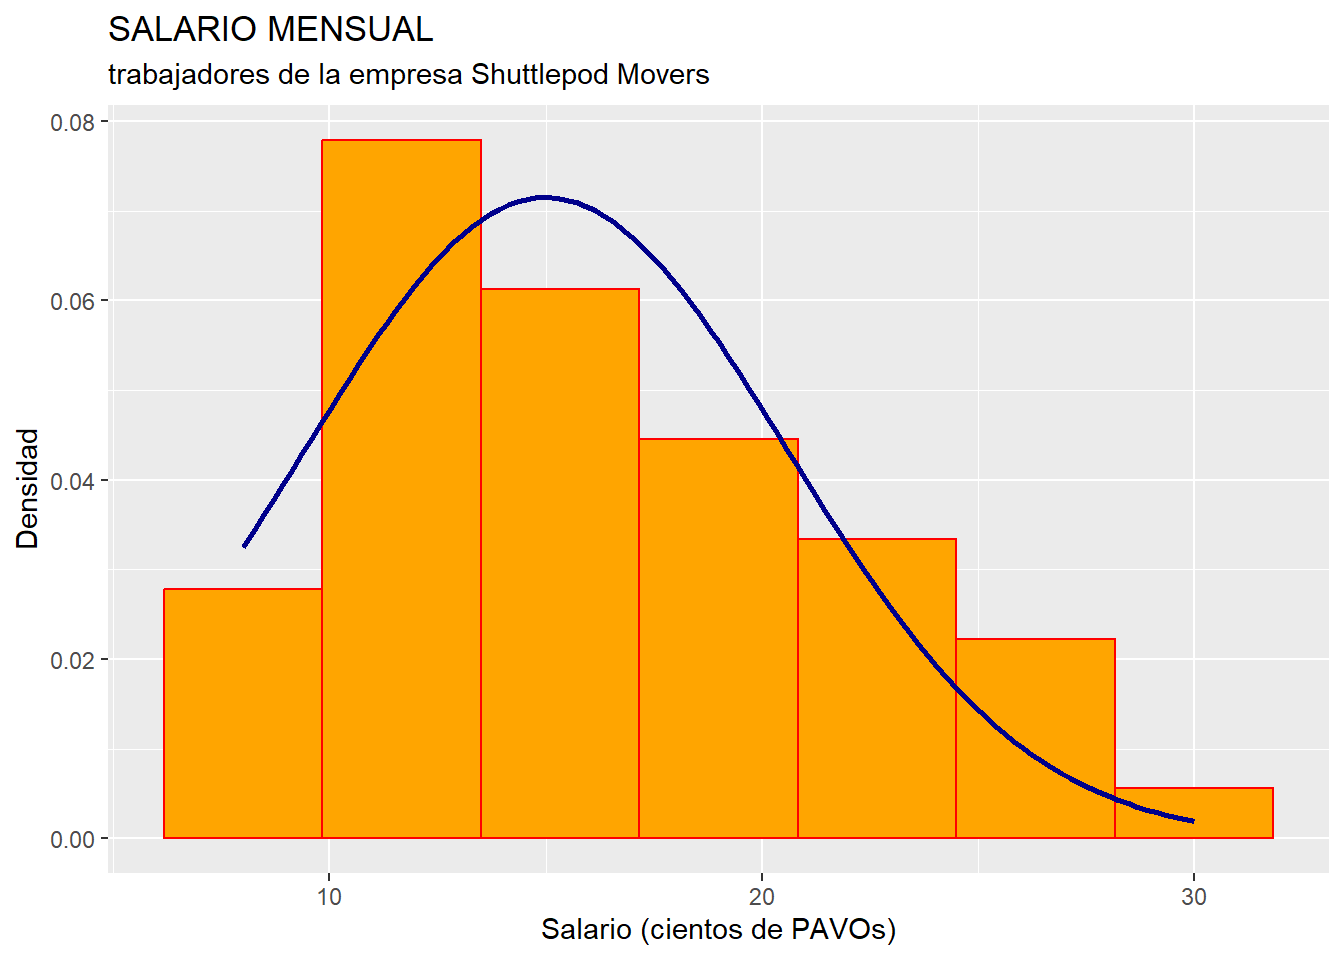 SALARIO MENSUAL
trabajadores de la empresa Shuttlepod Movers
0.08
0.06
0.04
0.02
0.00
Densidad
10 20 30
Salario (cientos de PAVOs)